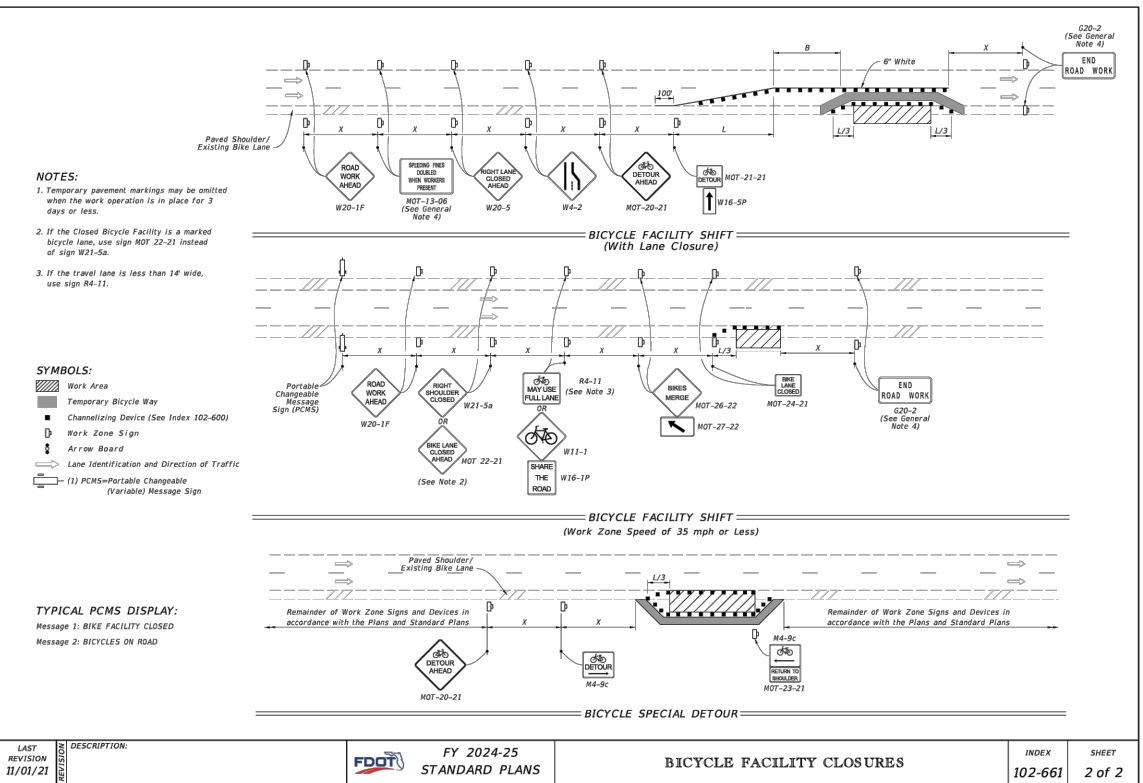 G20-2
(See General
Note 4)
END
ROAD WORK
B
X
6" White
100'
Paved Shoulder/
Existing Bike Lane
X
X
X
X
X
L
L/3
L/3
ROAD
WORK
AHEAD
W20-1F
SPEEDING FINES
DOUBLED
WHEN WORKERS
PRESENT
MOT-13-06
(See General
Note 4)
RIGHT LANE
CLOSED
AHEAD
W20-5
W4-2
DETOUR
AHEAD
MOT-20-21
DETOUR
MOT-21-21
W16-5P
BICYCLE FACILITY SHIFT
(With Lane Closure)
NOTES:
1. Temporary pavement markings may be omitted
when the work operation is in place for 3
days or less.
2. If the Closed Bicycle Facility is a marked
bicycle lane, use sign MOT 22-21 instead
of sign W21-5a.
3. If the travel lane is less than 14' wide,
use sign R4-11.
X
X
X
X
X
L/3
X
Portable
Changeable
Message
Sign (PCMS)
ROAD
WORK
AHEAD
W20-1F
RIGHT
SHOULDER
CLOSED
W21-5a
OR
BIKE LANE
CLOSED
AHEAD
MOT 22-21
(See Note 2)
MAY USE
FULL LANE
R4-11
(See Note 3)
OR
W11-1
SHARE
THE
ROAD
W16-1P
BIKES
MERGE
MOT-26-22
MOT-27-22
BIKE
LANE
CLOSED
MOT-24-21
END
ROAD WORK
G20-2
(See General
Note 4)
BICYCLE FACILITY SHIFT
(Work Zone Speed of 35 mph or Less)
SYMBOLS:
Work Area
Temporary Bicycle Way
Channelizing Device (See Index 102-600)
Work Zone Sign
Arrow Board
Lane Identification and Direction of Traffic
(1) PCMS=Portable Changeable
(Variable) Message Sign
Paved Shoulder/
Existing Bike Lane
L/3
Remainder of Work Zone Signs and Devices in
accordance with the Plans and Standard Plans
X
X
Remainder of Work Zone Signs and Devices in
accordance with the Plans and Standard Plans
DETOUR
AHEAD
MOT-20-21
DETOUR
M4-9c
M4-9c
RETURN TO
SHOULDER
MOT-23-21
BICYCLE SPECIAL DETOUR
TYPICAL PCMS DISPLAY:
Message 1: BIKE FACILITY CLOSED
Message 2: BICYCLES ON ROAD
LAST
REVISION
11/01/21
REVISION
DESCRIPTION:
FDOT
FY 2024-25
STANDARD PLANS
BICYCLE FACILITY CLOSURES
INDEX
102-661
SHEET
2 of 2